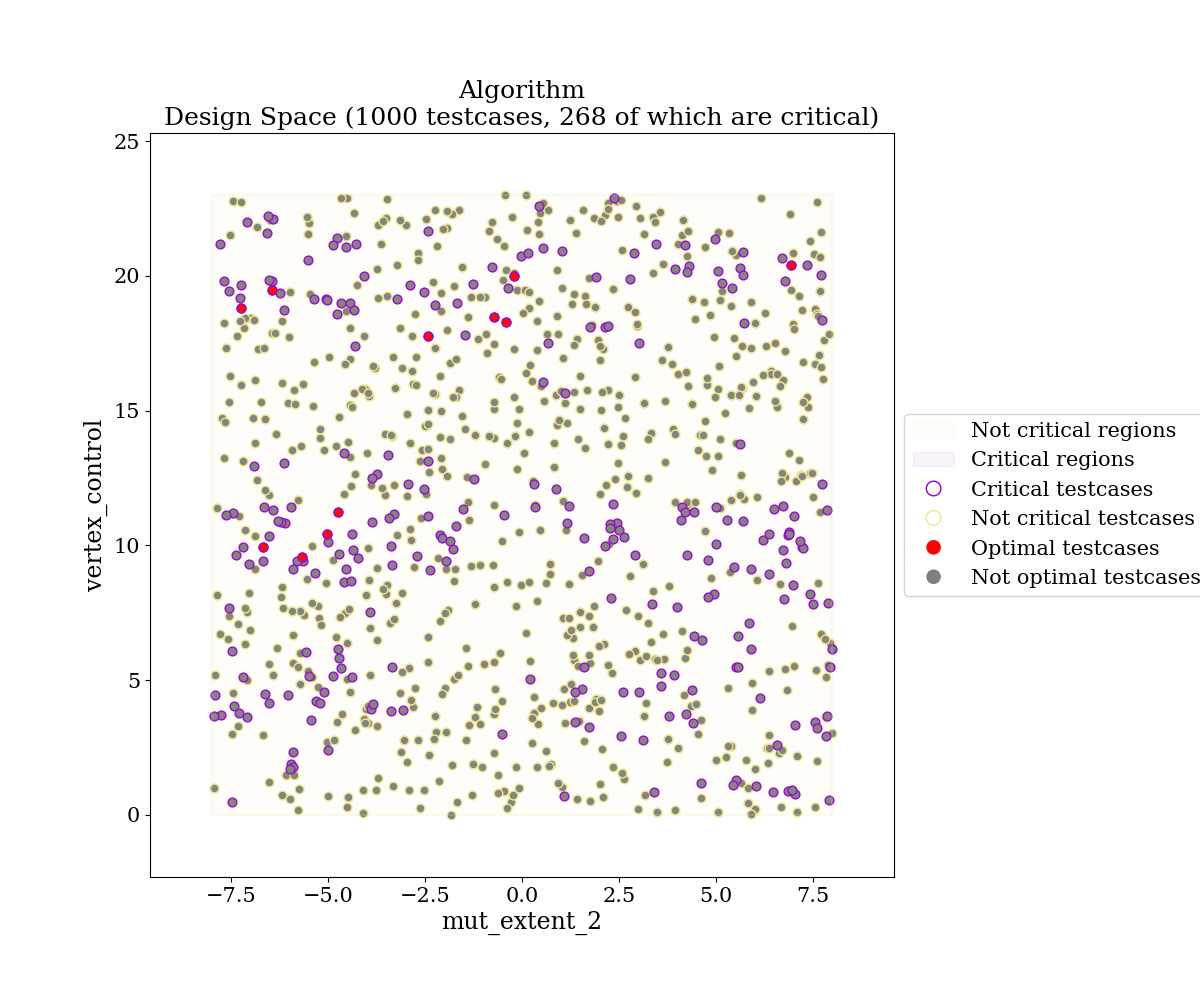 Algorithm
Design Space (1000 testcases, 268 of which are critical)
25
20
15
10
5
0
vertex_control
−7.5
−5.0
−2.5
0.0
2.5
5.0
7.5
mut_extent_2
Not critical regions
Critical regions
Critical testcases
Not critical testcases
Optimal testcases
Not optimal testcases